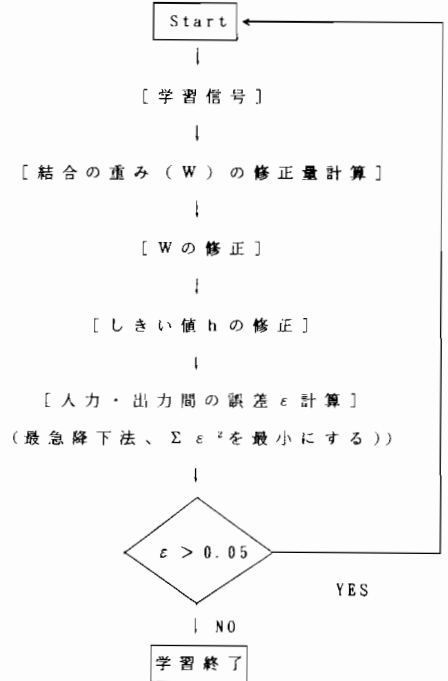 Start
[学習信号]
[結合の重み(W)の修正量計算]
[Wの修正]
[しきい値hの修正]
[人力・出力間の誤差ε計算]
(最急降下法、Σε²を最小にする))
ε > 0.05
YES
NO
学習終了